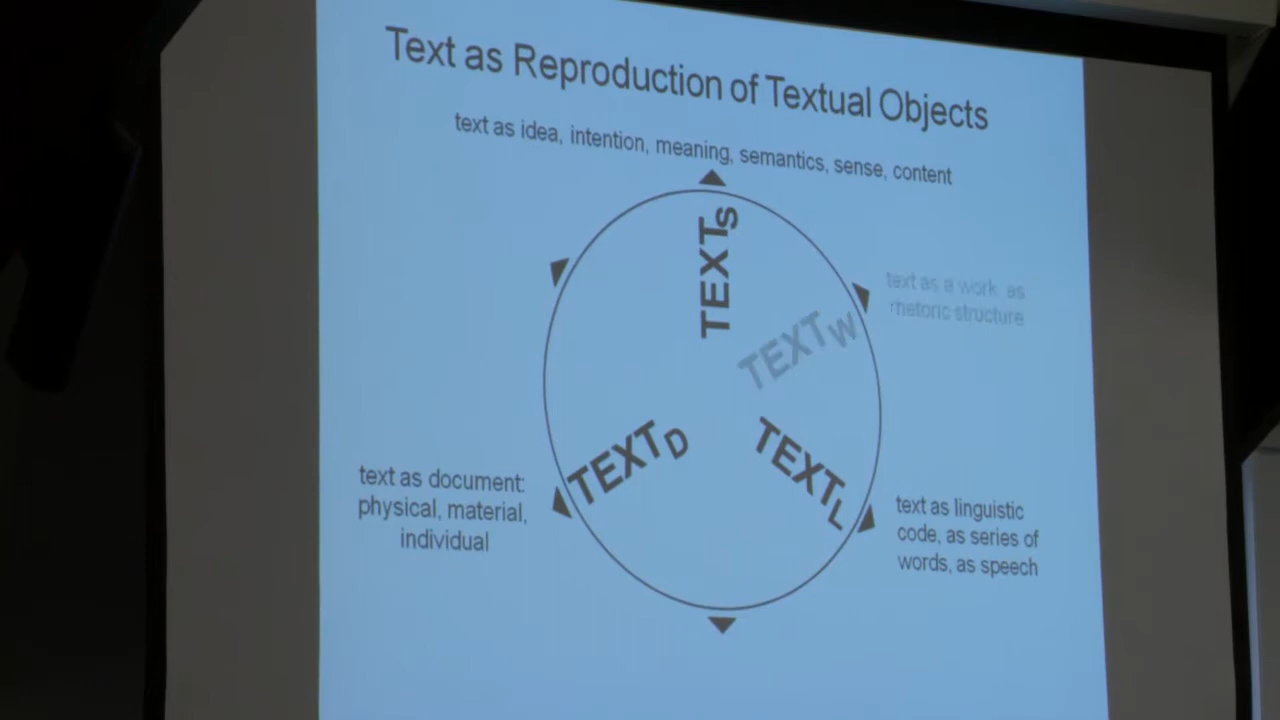 Text as Reproduction of Textual Objects
text as idea, intention, meaning, semantics, sense, content
TEXTS
text as a work as
rhetoric structure
TEXTW
TEXTD
TEXTL
text as document:
physical, material,
individual
text as linguistic
code, as series of
words, as speech